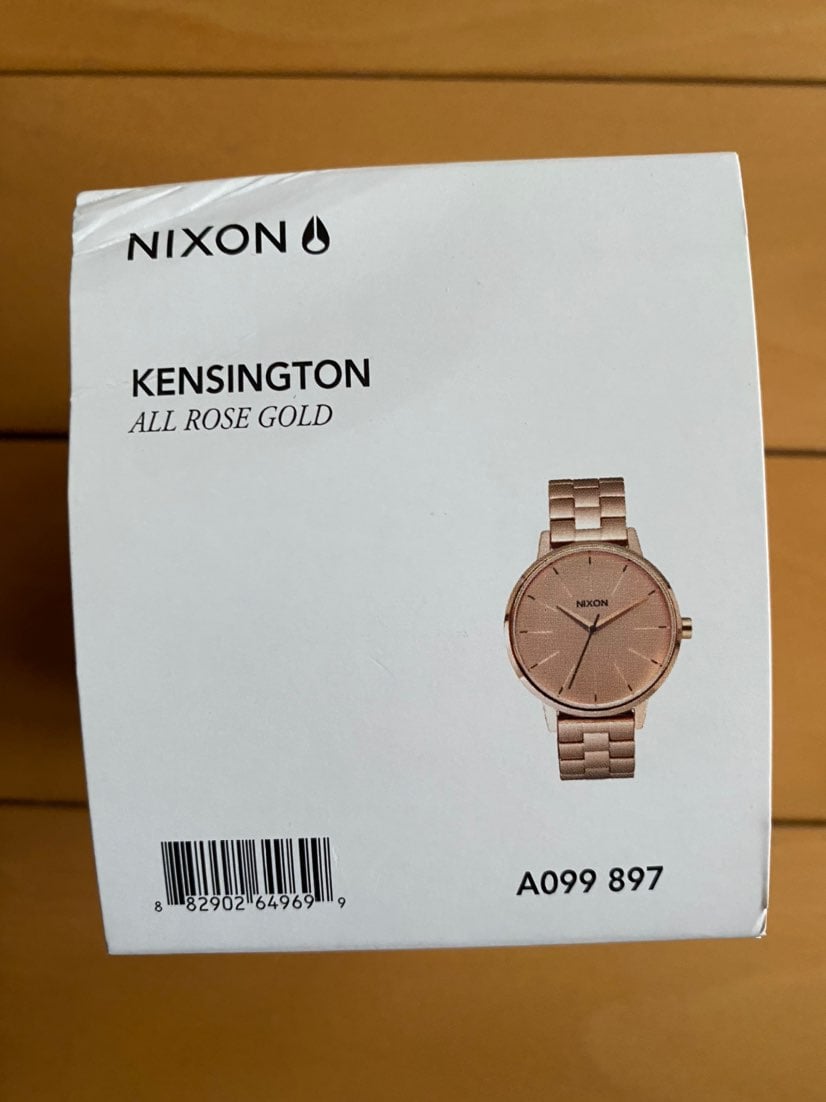 NIXON
KENSINGTON
ALL ROSE GOLD
NIXON
A099 897
8 82902 64969 9